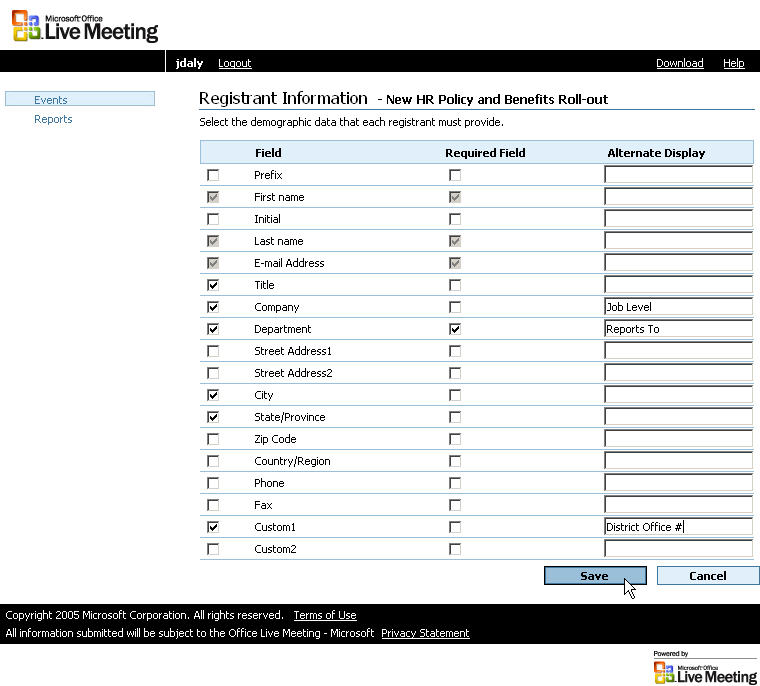 Microsoft Office
Live Meeting
jdaly Logout Download Help
Events
Reports
Registrant Information - New HR Policy and Benefits Roll-out
Select the demographic data that each registrant must provide.
Field Required Field Alternate Display
Prefix
First name
Initial
Last name
E-mail Address
Title
Company Job Level
Department Reports To
Street Address1
Street Address2
City
State/Province
Zip Code
Country/Region
Phone
Fax
Custom1 District Office #
Custom2
Save Cancel
Copyright 2005 Microsoft Corporation. All rights reserved. Terms of Use
All information submitted will be subject to the Office Live Meeting - Microsoft Privacy Statement
Powered by
Microsoft Office
Live Meeting